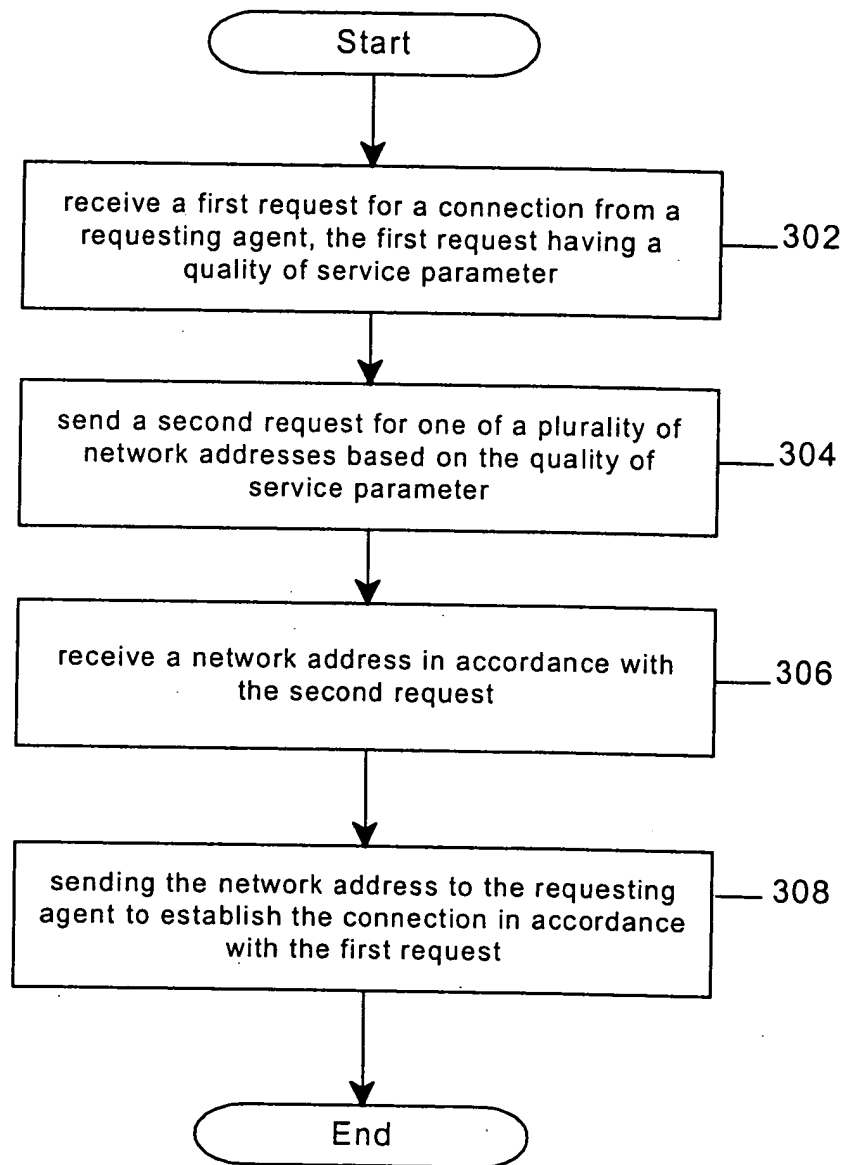 Start
receive a first request for a connection from a
requesting agent, the first request having a
quality of service parameter
302
send a second request for one of a plurality of
network addresses based on the quality of
service parameter
304
receive a network address in accordance with
the second request
306
sending the network address to the requesting
agent to establish the connection in accordance
with the first request
308
End